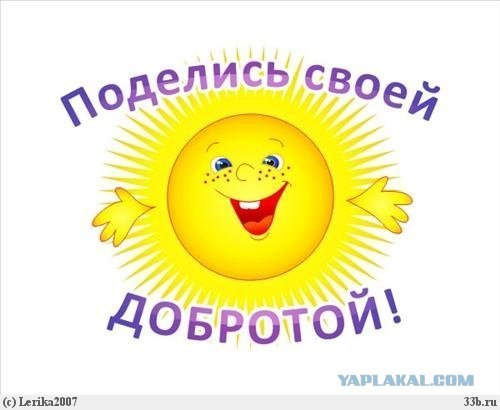 Поделись своей
ДОБРОТОЙ!
YAPLAKAL.COM
(c) Lerika2007 33b.ru